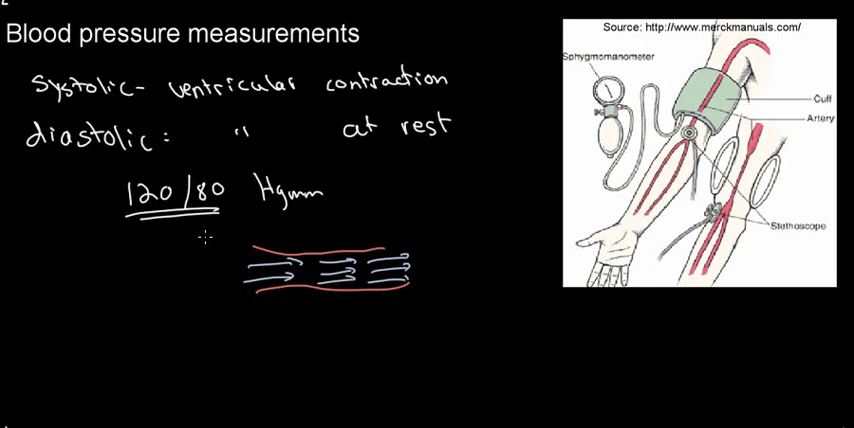 Blood pressure measurements
Systolic - ventricular contraction
diastolic : " at rest
120/80 Hgmm
Source: http://www.merckmanuals.com/
Sphygmomanometer
Cuff
Artery
Stethoscope